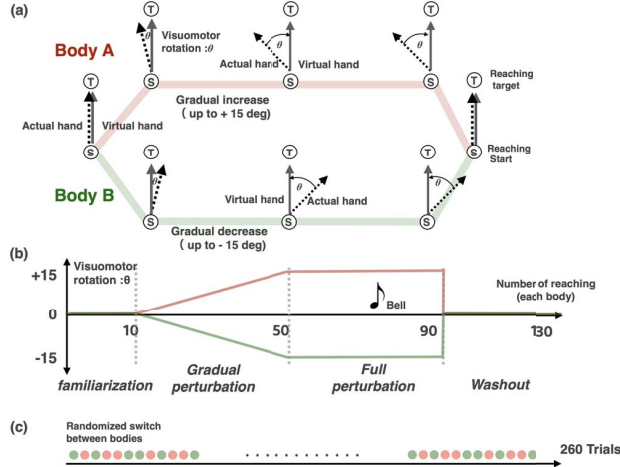 (a)
T
T
T
θ
Visuomotor
rotation :θ
θ
θ
Body A
Actual hand
Virtual hand
S
S
S
T
Gradual increase
( up to + 15 deg)
T
Reaching
target
Actual hand
Virtual hand
S
S
Reaching
Start
T
T
T
θ
θ
θ
Body B
Virtual hand
Actual hand
S
S
S
Gradual decrease
(up to - 15 deg)
(b)
+15
Visuomotor
rotation :θ
Number of reaching
(each body)
Bell
0
10
50
90
130
-15
familiarization
Gradual
perturbation
Full
perturbation
Washout
(c)
Randomized switch
between bodies
260 Trials